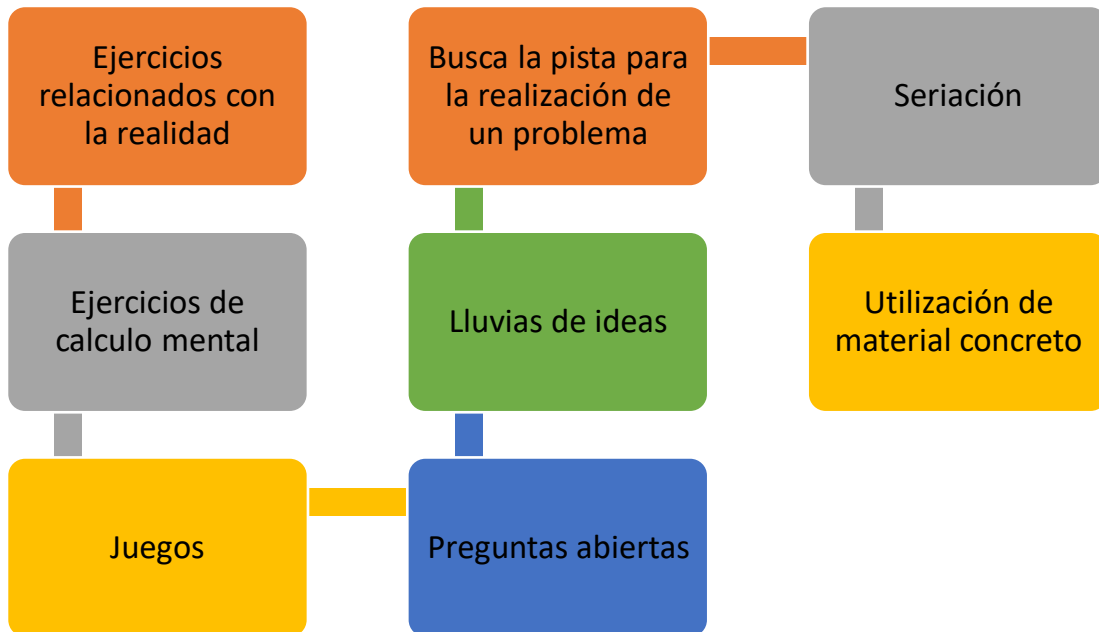 Ejercicios
relacionados con
la realidad
Ejercicios de
calculo mental
Juegos
Preguntas abiertas
Lluvias de ideas
Busca la pista para
la realización de
un problema
Seriación
Utilización de
material concreto